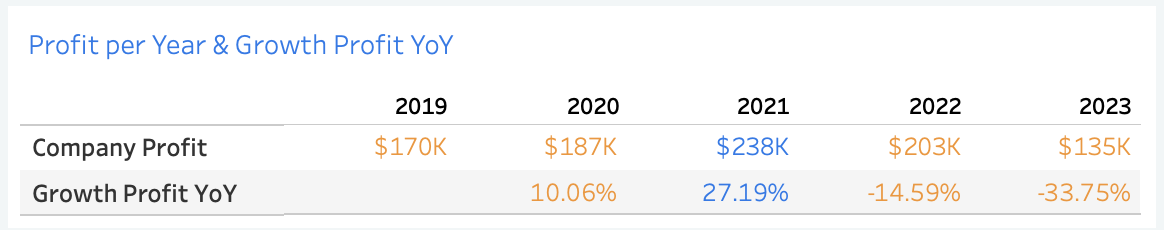 Profit per Year & Growth Profit YoY
2019 2020 2021 2022 2023
Company Profit $170K $187K $238K $203K $135K
Growth Profit YoY 10.06% 27.19% -14.59% -33.75%